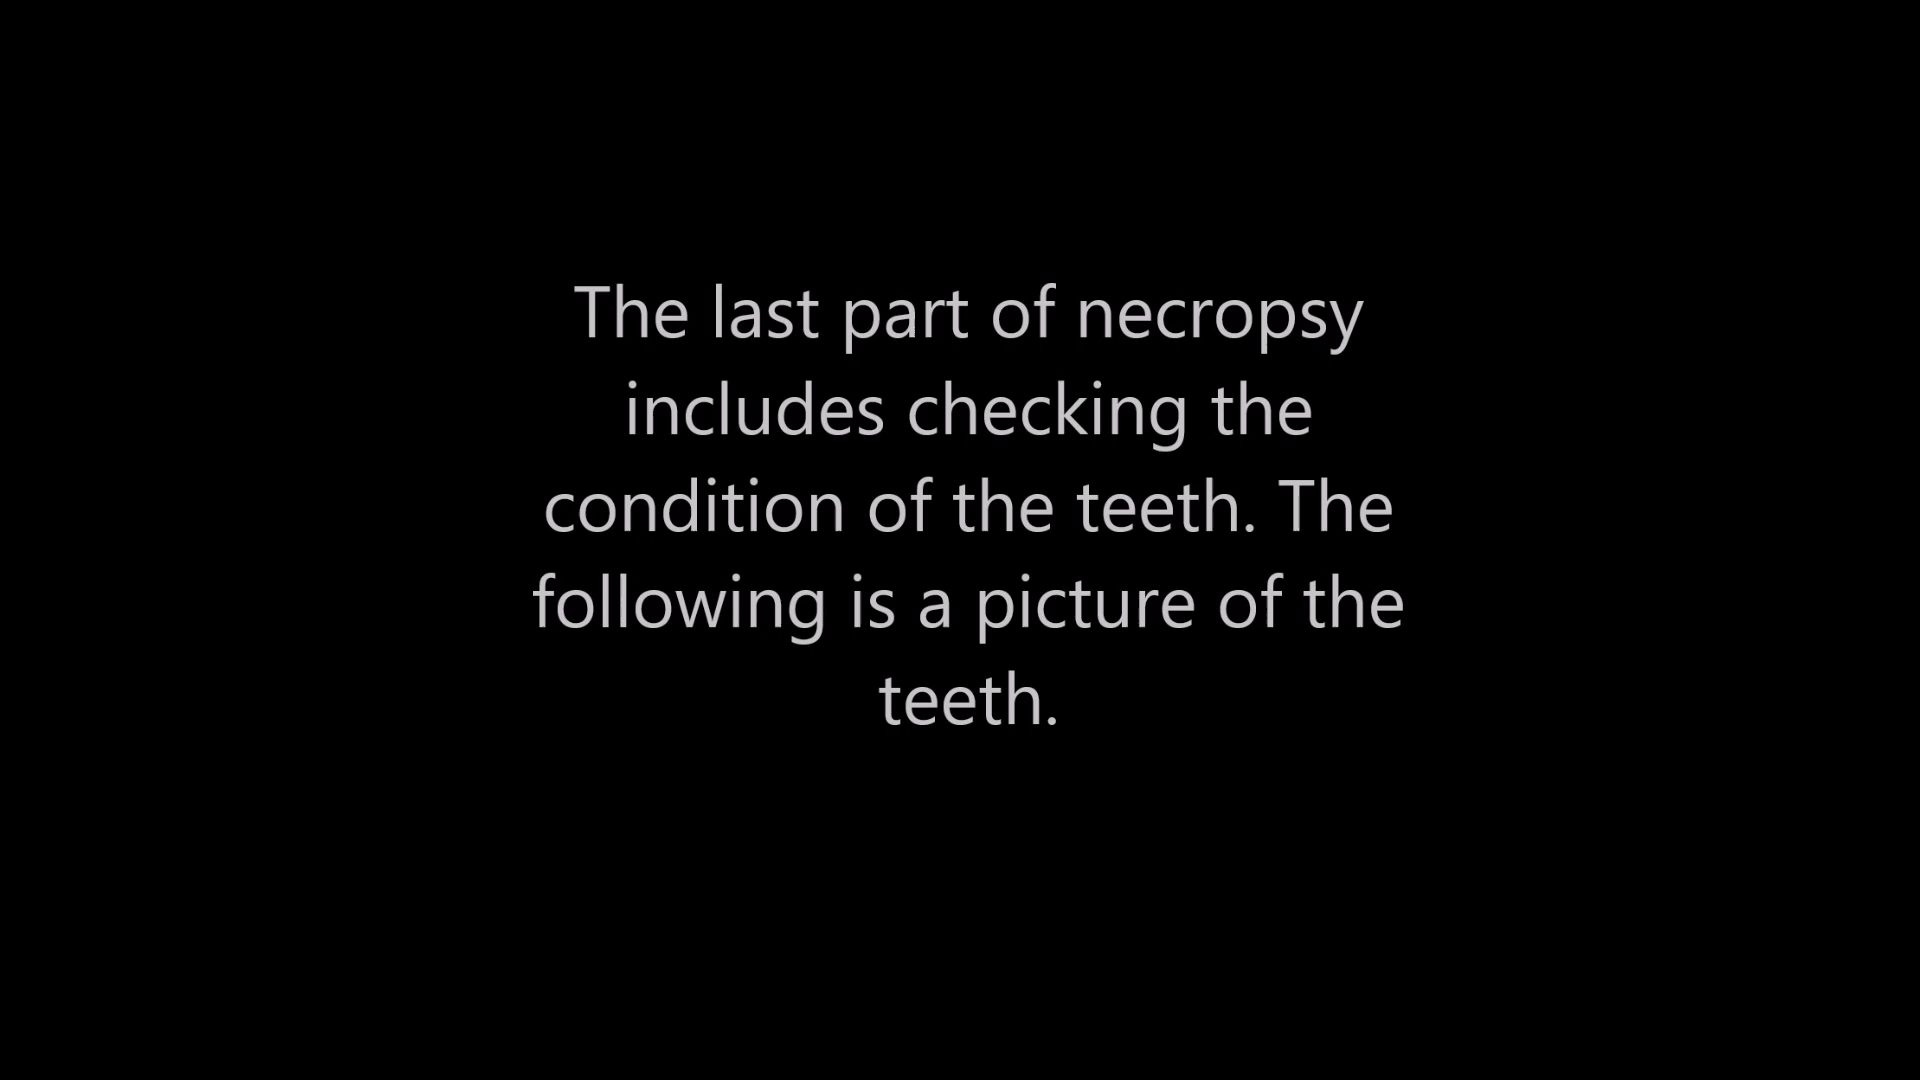 The last part of necropsy
includes checking the
condition of the teeth. The
following is a picture of the
teeth.